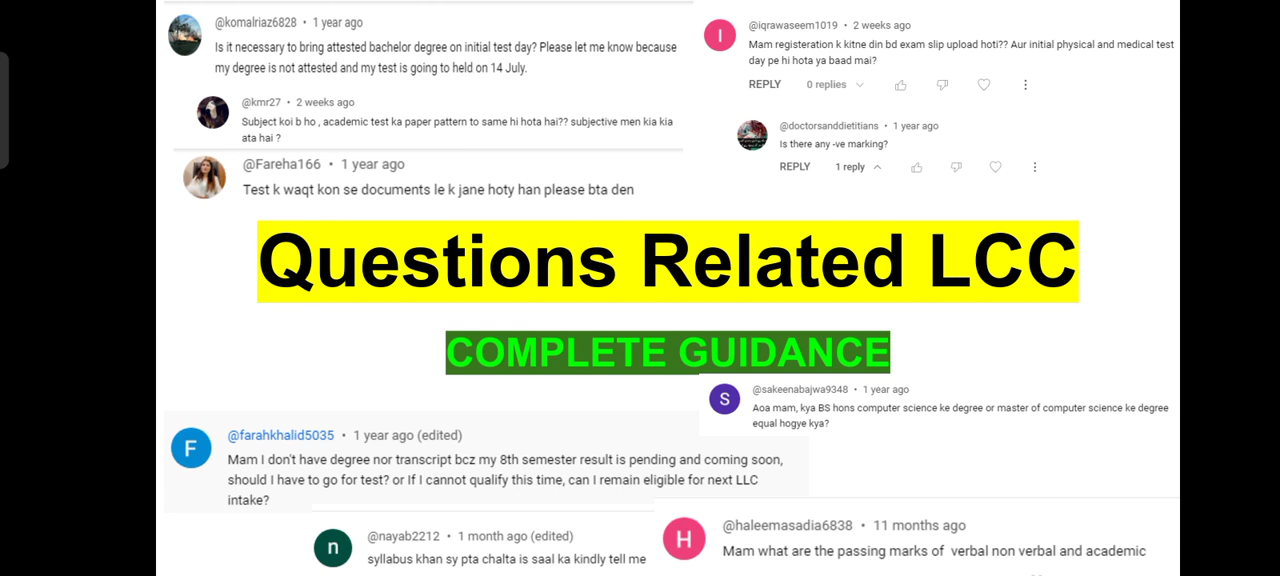 @komalriaz6828 • 1 year ago
Is it necessary to bring attested bachelor degree on initial test day? Please let me know because
my degree is not attested and my test is going to held on 14 July.
@kmr27 • 2 weeks ago
Subject koi b ho , academic test ka paper pattern to same hi hota hai?? subjective men kia kia
ata hai ?
@Fareha166 • 1 year ago
Test k waqt kon se documents le k jane hoty han please bta den
I
@iqrawaseem1019 • 2 weeks ago
Mam registeration k kitne din bd exam slip upload hoti?? Aur initial physical and medical test
day pe hi hota ya baad mai?
REPLY 0 replies
@doctorsanddietitians • 1 year ago
Is there any -ve marking?
REPLY 1 reply
Questions Related LCC
COMPLETE GUIDANCE
S
@sakeenabajwa9348 • 1 year ago
Aoa mam, kya BS hons computer science ke degree or master of computer science ke degree
equal hogye kya?
F
@farahkhalid5035 • 1 year ago (edited)
Mam I don't have degree nor transcript bcz my 8th semester result is pending and coming soon,
should I have to go for test? or If I cannot qualify this time, can I remain eligible for next LLC
intake?
n
@nayab2212 • 1 month ago (edited)
syllabus khan sy pta chalta is saal ka kindly tell me
H
@haleemasadia6838 • 11 months ago
Mam what are the passing marks of verbal non verbal and academic